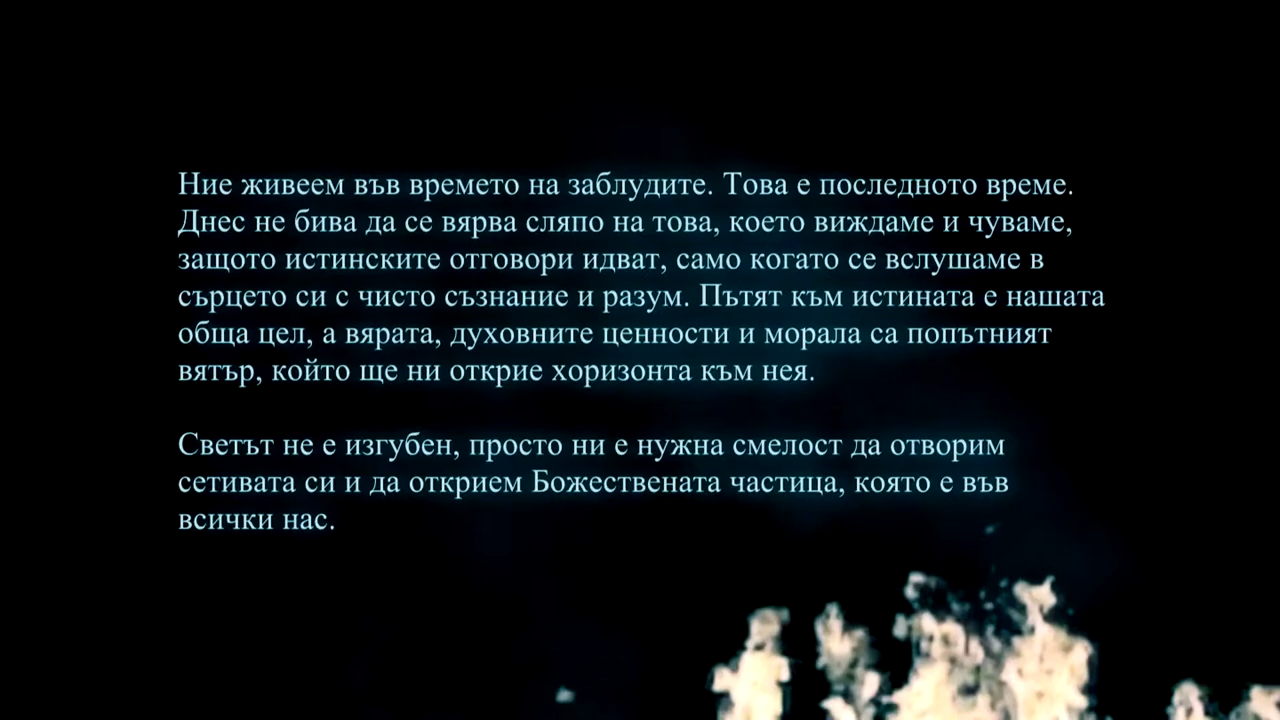 Ние живеем във времето на заблудите. Това е последното време.
Днес не бива да се вярва сляпо на това, което виждаме и чуваме,
защото истинските отговори идват, само когато се вслушаме в
сърцето си с чисто съзнание и разум. Пътят към истината е нашата
обща цел, а вярата, духовните ценности и морала са попътният
вятър, който ще ни открие хоризонта към нея.
Светът не е изгубен, просто ни е нужна смелост да отворим
сетивата си и да открием Божествената частица, която е във
всички нас.